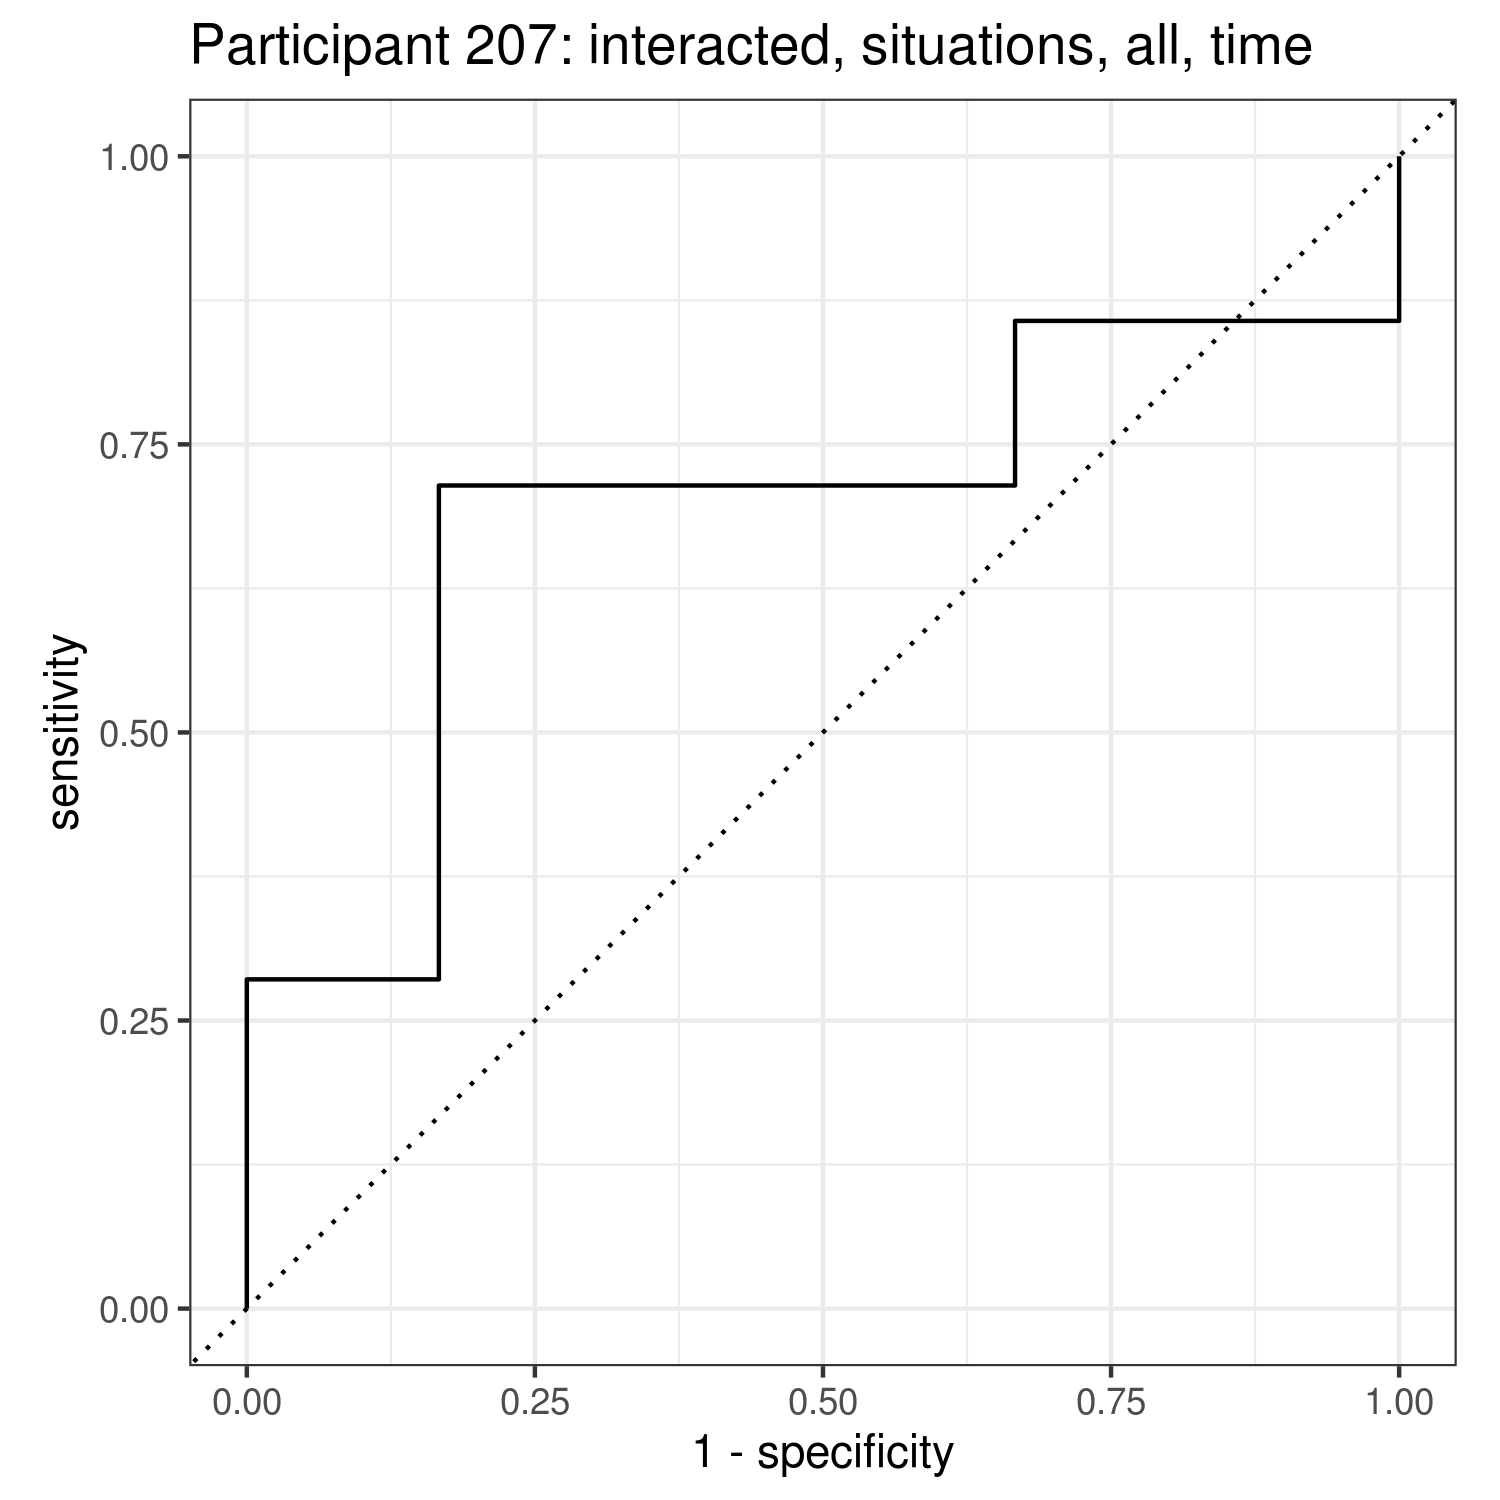 Participant 207: interacted, situations, all, time
1.00
0.75
0.50
0.25
0.00
sensitivity
0.00 0.25 0.50 0.75 1.00
1 - specificity